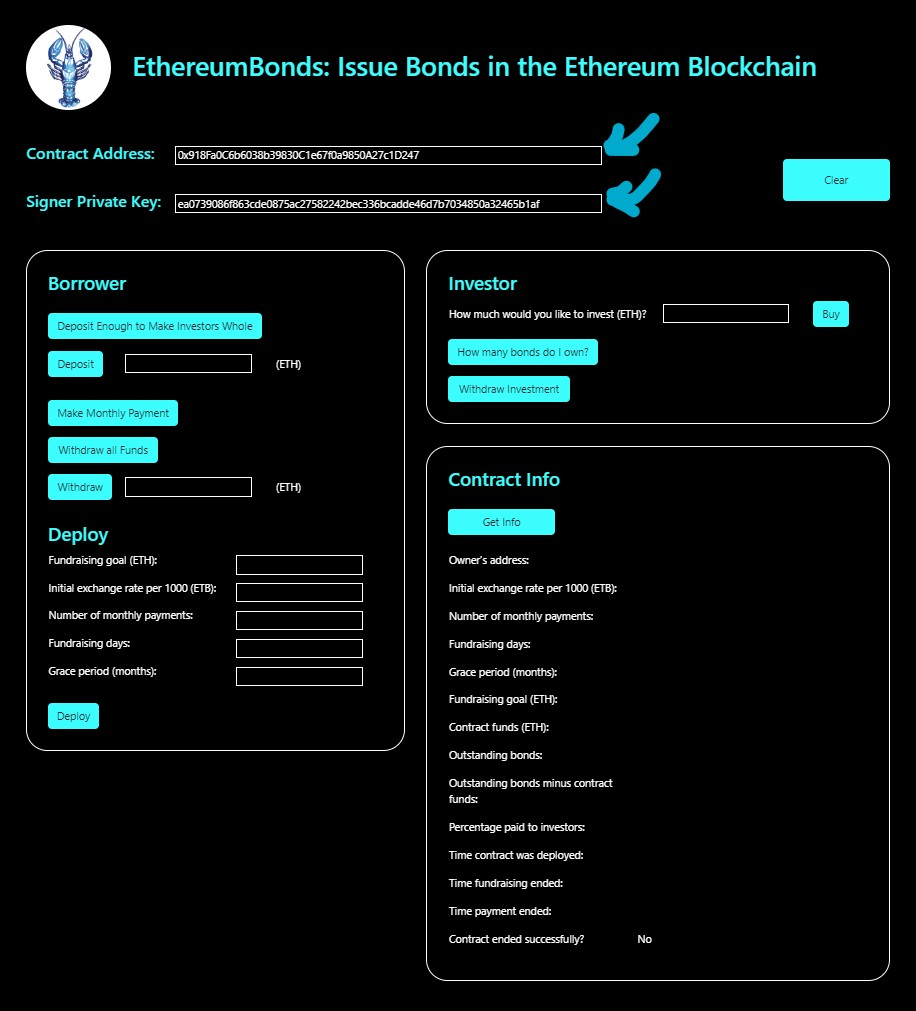 EthereumBonds: Issue Bonds in the Ethereum Blockchain
Contract Address: 0x918Fa0C6b6038b39830C1e67f0a9850A27c1D247
Clear
Signer Private Key: ea0739086f863cde0875ac27582242bec336bcadde46d7b7034850a32465b1af
Borrower
Deposit Enough to Make Investors Whole
Deposit (ETH)
Make Monthly Payment
Withdraw all Funds
Withdraw (ETH)
Deploy
Fundraising goal (ETH):
Initial exchange rate per 1000 (ETB):
Number of monthly payments:
Fundraising days:
Grace period (months):
Deploy
Investor
How much would you like to invest (ETH)? Buy
How many bonds do I own?
Withdraw Investment
Contract Info
Get Info
Owner's address:
Initial exchange rate per 1000 (ETB):
Number of monthly payments:
Fundraising days:
Grace period (months):
Fundraising goal (ETH):
Contract funds (ETH):
Outstanding bonds:
Outstanding bonds minus contract
funds:
Percentage paid to investors:
Time contract was deployed:
Time fundraising ended:
Time payment ended:
Contract ended successfully? No